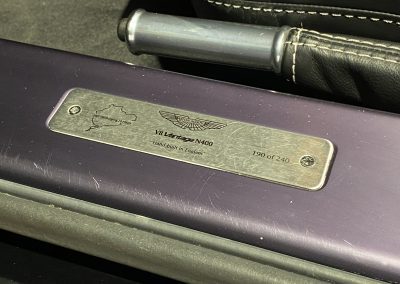 V8 Vantage N400
Hand Built in England
190 of 240